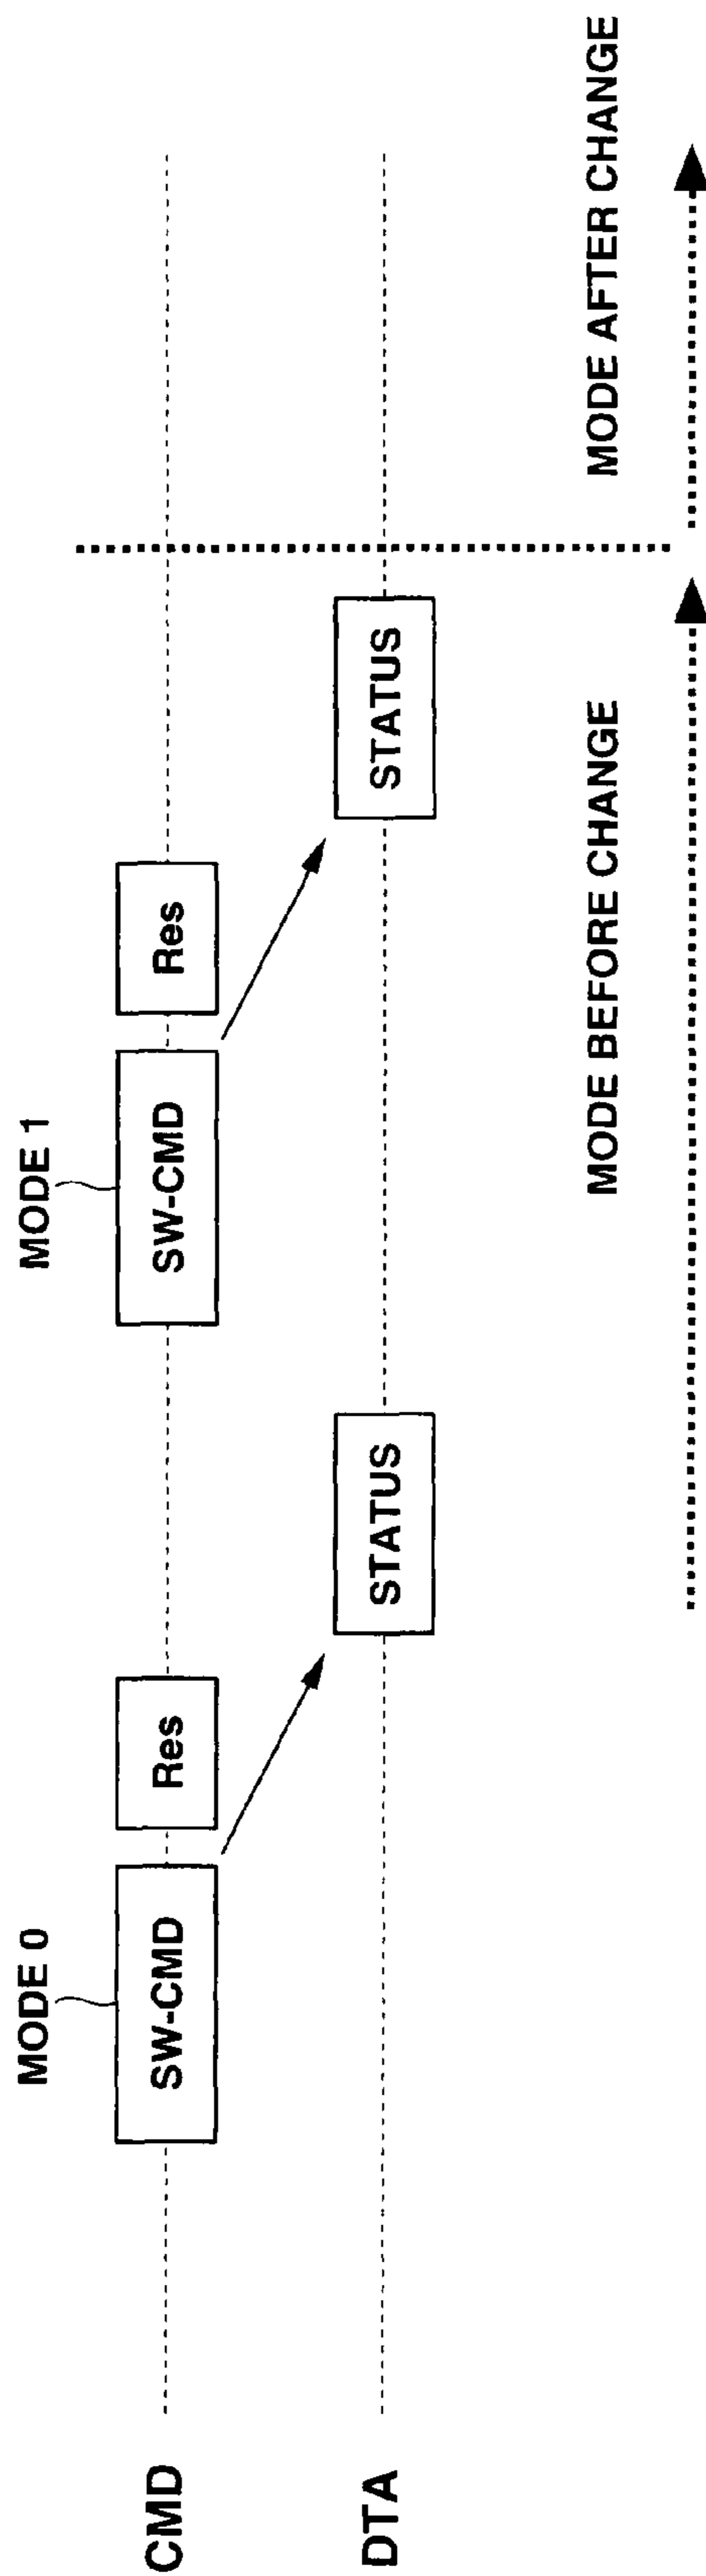 MODE 0
MODE 1
CMD
SW-CMD
Res
SW-CMD
Res
DTA
STATUS
STATUS
MODE BEFORE CHANGE
MODE AFTER CHANGE